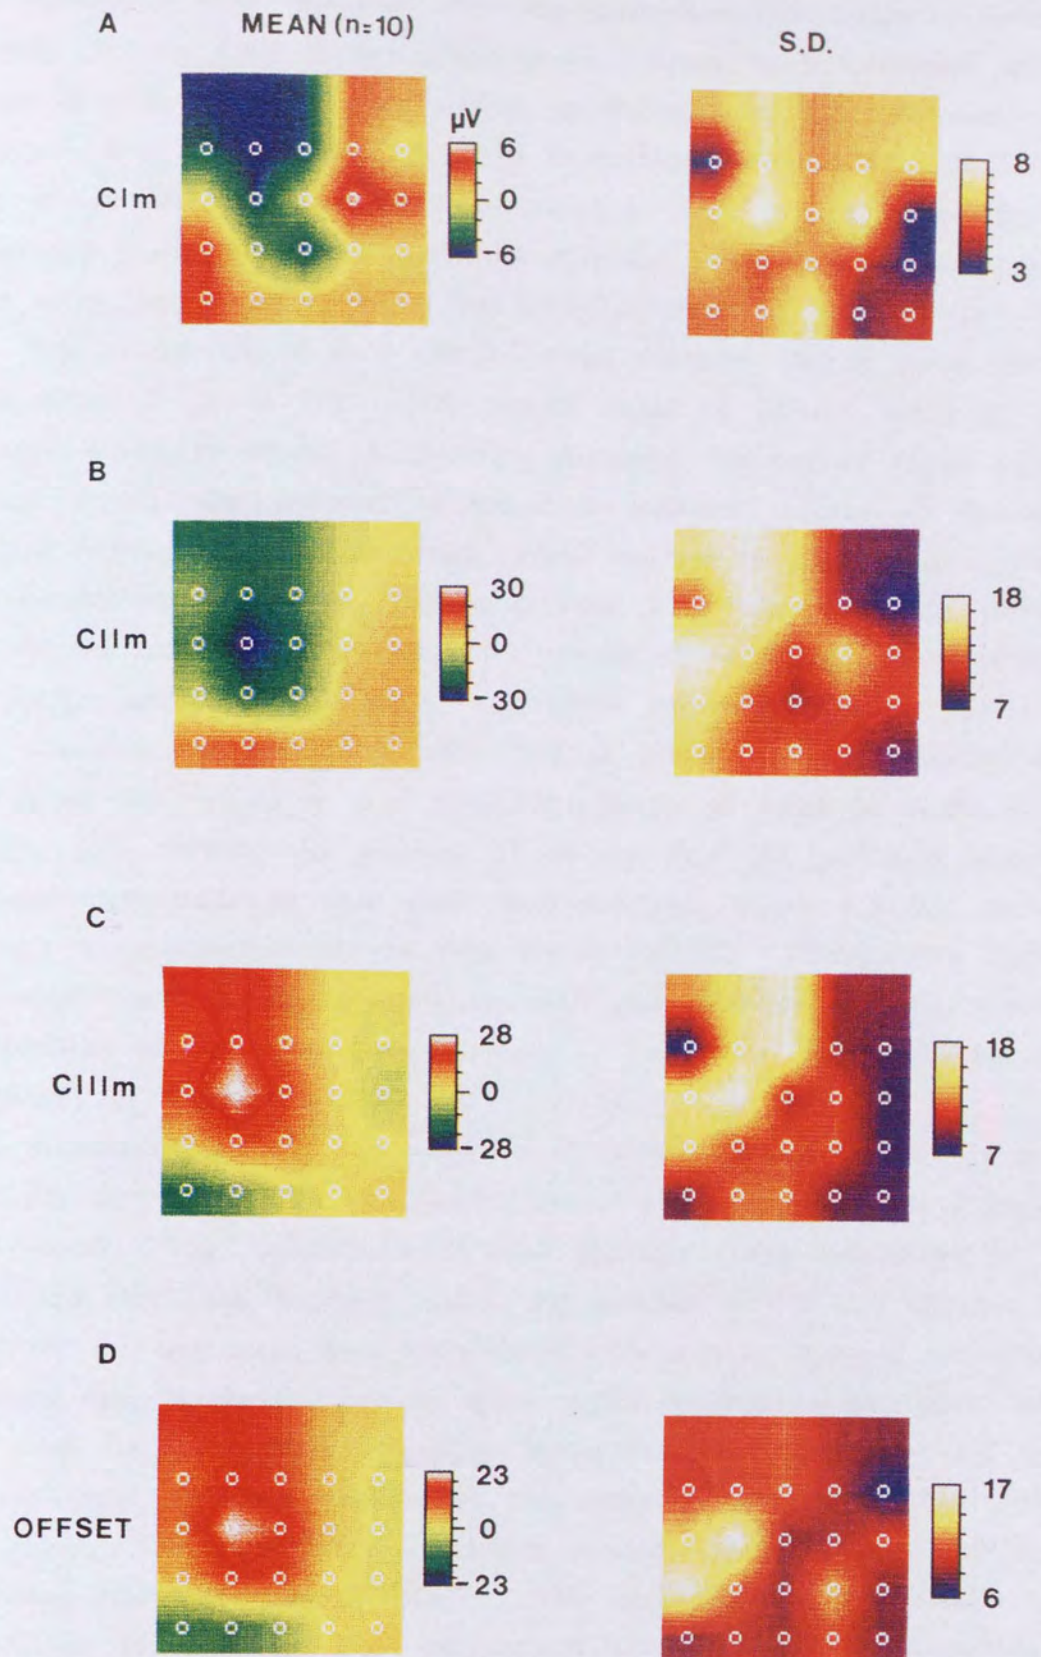 A MEAN (n=10) S.D.
µV
CIm 6 0 -6 8 3
B
CIIm 30 0 -30 18 7
C
CIIIm 28 0 -28 18 7
D
OFFSET 23 0 -23 17 6